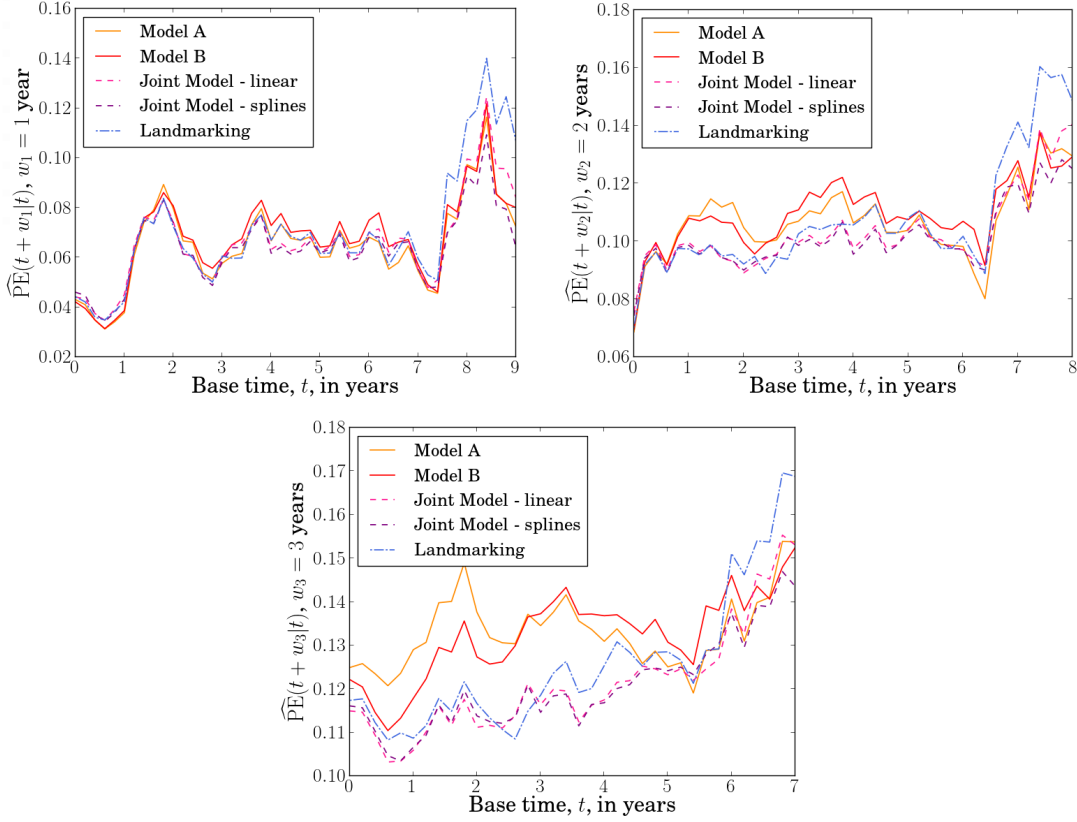 0.16
0.14
0.12
0.10
0.08
0.06
0.04
0.02
P̂E(t + w₁|t), w₁ = 1 year
Model A
Model B
Joint Model - linear
Joint Model - splines
Landmarking
0 1 2 3 4 5 6 7 8 9
Base time, t, in years
0.18
0.16
0.14
0.12
0.10
0.08
0.06
P̂E(t + w₂|t), w₂ = 2 years
Model A
Model B
Joint Model - linear
Joint Model - splines
Landmarking
0 1 2 3 4 5 6 7 8
Base time, t, in years
0.18
0.17
0.16
0.15
0.14
0.13
0.12
0.11
0.10
P̂E(t + w₃|t), w₃ = 3 years
Model A
Model B
Joint Model - linear
Joint Model - splines
Landmarking
0 1 2 3 4 5 6 7
Base time, t, in years